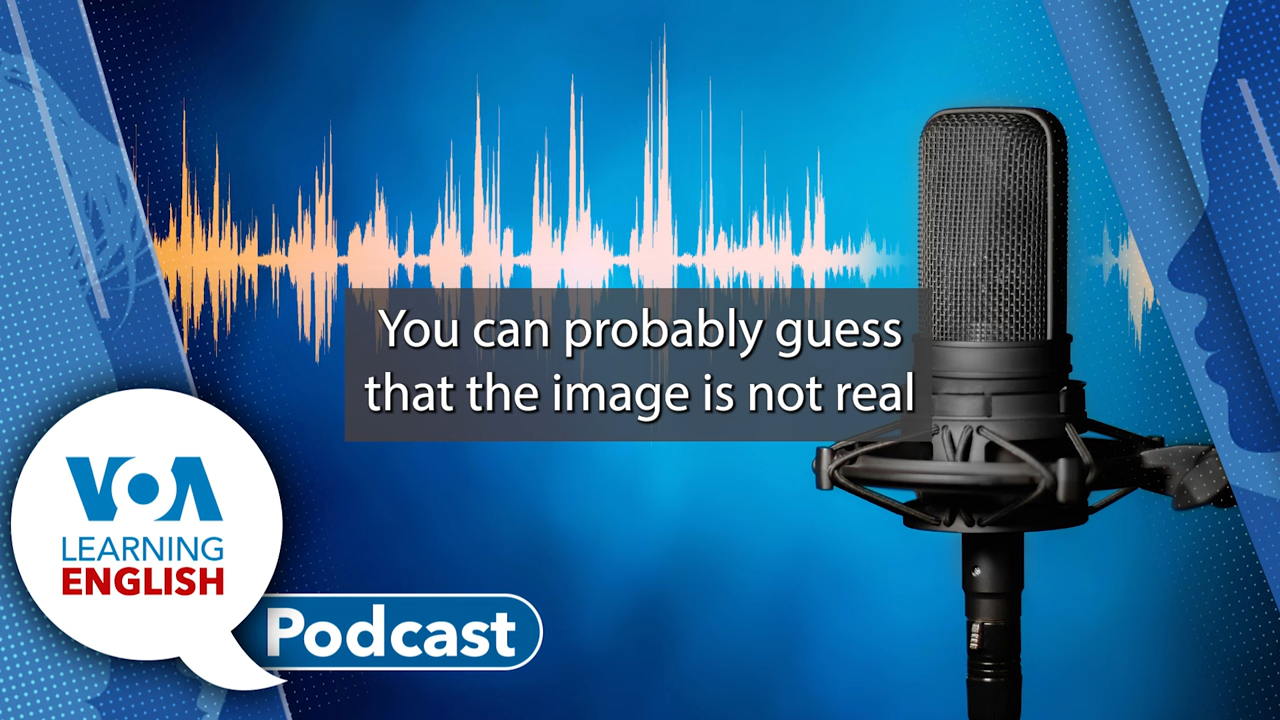 You can probably guess
that the image is not real
VOA
LEARNING
ENGLISH
Podcast